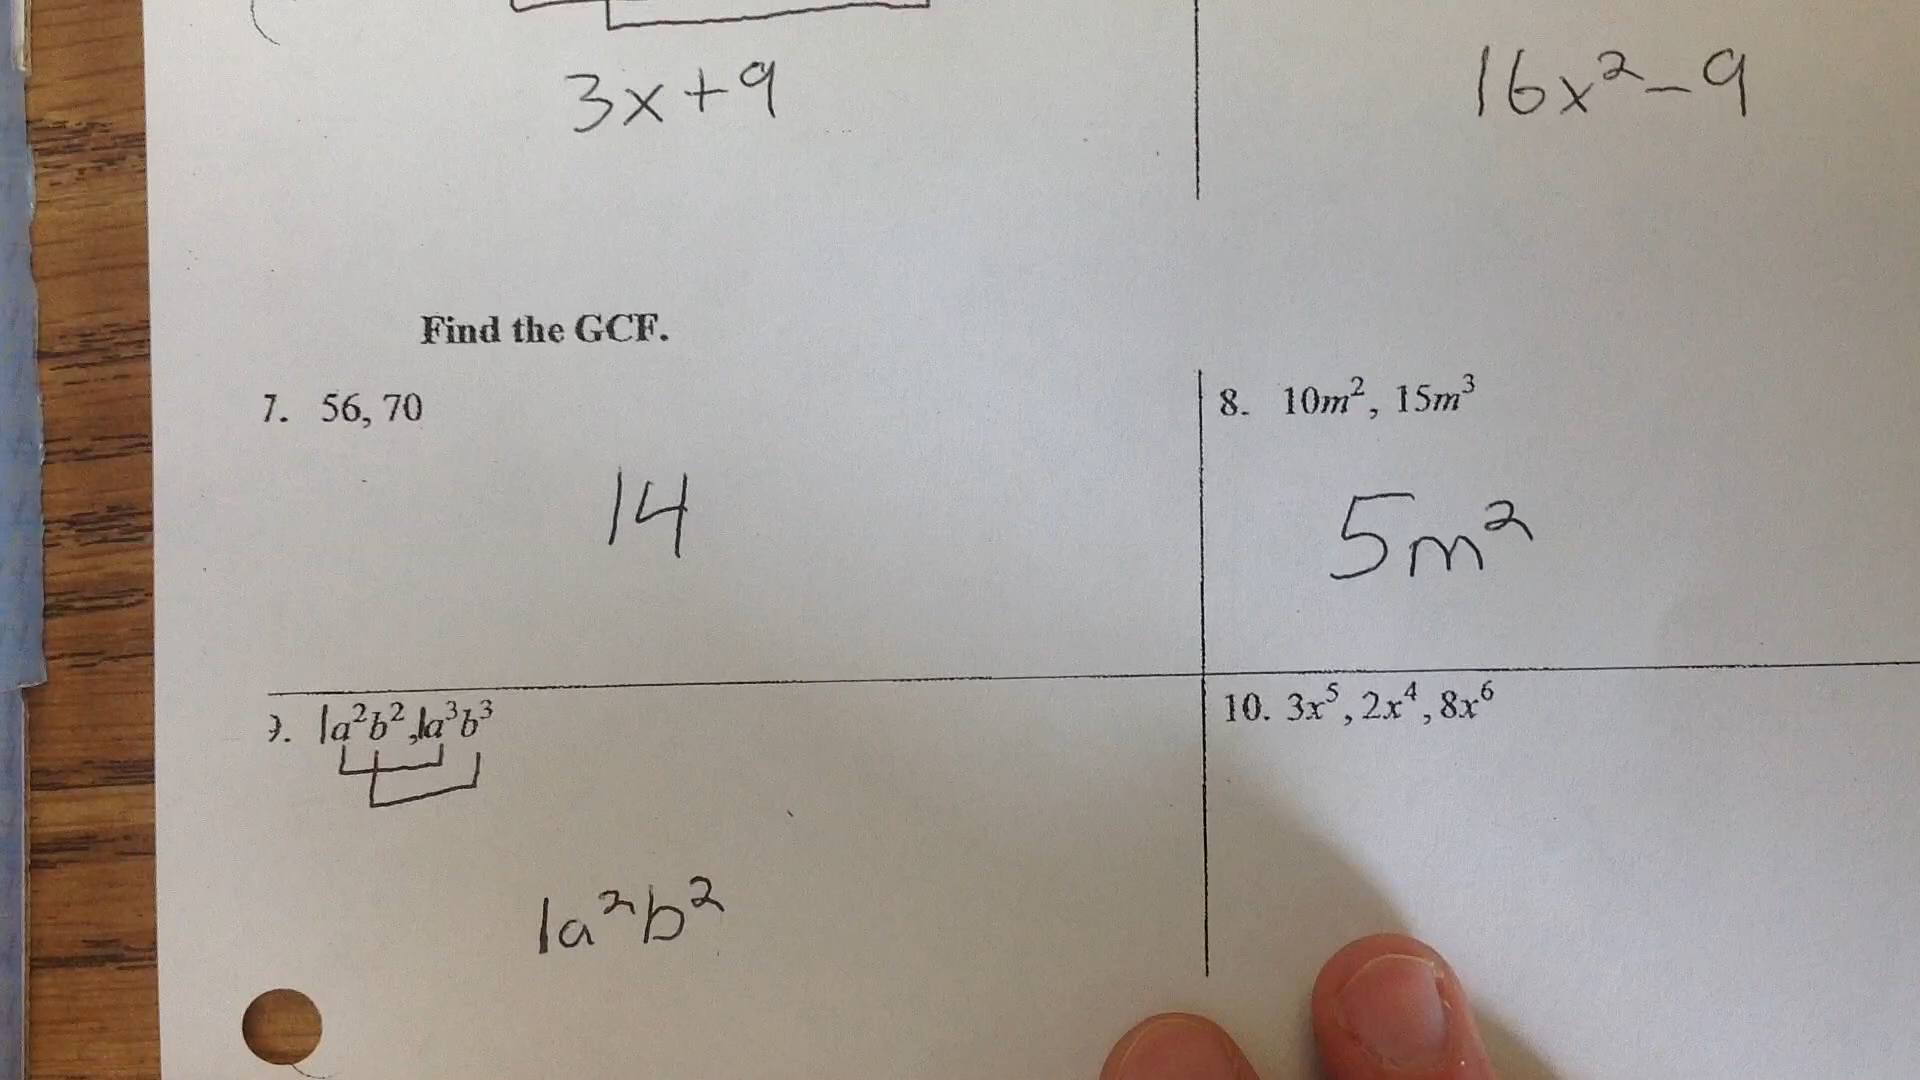 3x+9
16x²-9
Find the GCF.
7. 56, 70
14
8. 10m², 15m³
5m²
9. 1a²b², 1a³b³
1a²b²
10. 3x⁵, 2x⁴, 8x⁶